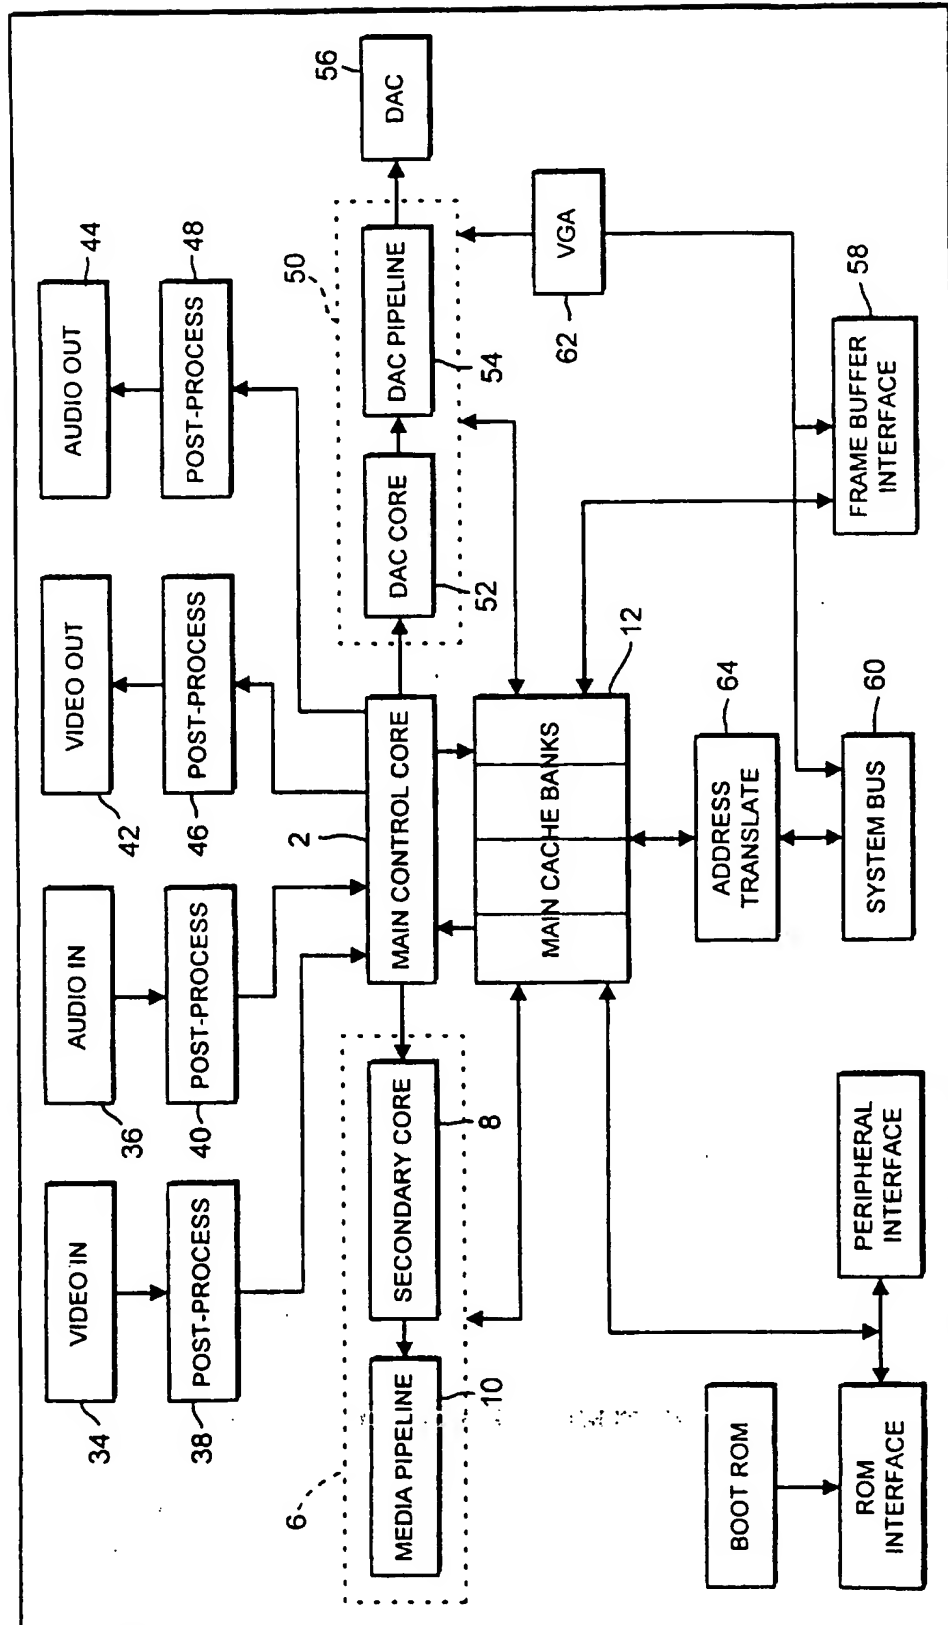 VIDEO IN
34
AUDIO IN
36
VIDEO OUT
42
AUDIO OUT
44
POST-PROCESS
38
POST-PROCESS
40
POST-PROCESS
46
POST-PROCESS
48
6
2
50
56
MEDIA PIPELINE
10
SECONDARY CORE
8
MAIN CONTROL CORE
DAC CORE
52
DAC PIPELINE
54
DAC
MAIN CACHE BANKS
12
VGA
62
ADDRESS
TRANSLATE
64
BOOT ROM
ROM
INTERFACE
PERIPHERAL
INTERFACE
SYSTEM BUS
60
FRAME BUFFER
INTERFACE
58